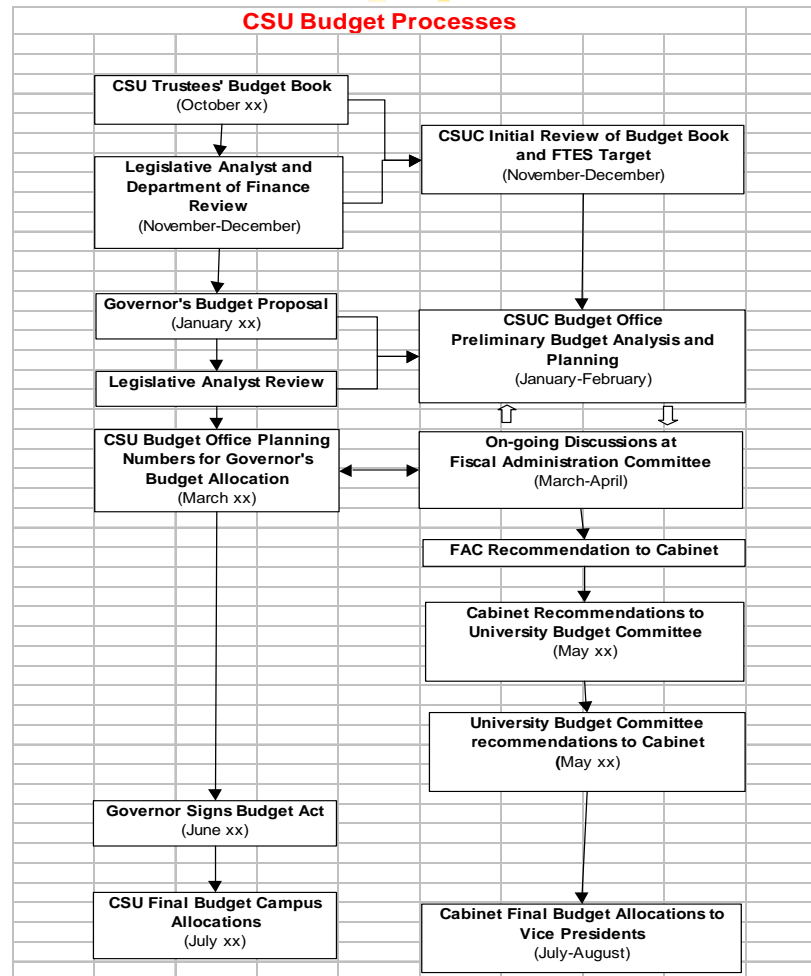 CSU Budget Processes
CSU Trustees' Budget Book
(October xx)
CSUC Initial Review of Budget Book
and FTES Target
(November-December)
Legislative Analyst and
Department of Finance
Review
(November-December)
Governor's Budget Proposal
(January xx)
CSUC Budget Office
Preliminary Budget Analysis and
Planning
(January-February)
Legislative Analyst Review
CSU Budget Office Planning
Numbers for Governor's
Budget Allocation
(March xx)
On-going Discussions at
Fiscal Administration Committee
(March-April)
FAC Recommendation to Cabinet
Cabinet Recommendations to
University Budget Committee
(May xx)
University Budget Committee
recommendations to Cabinet
(May xx)
Governor Signs Budget Act
(June xx)
CSU Final Budget Campus
Allocations
(July xx)
Cabinet Final Budget Allocations to
Vice Presidents
(July-August)